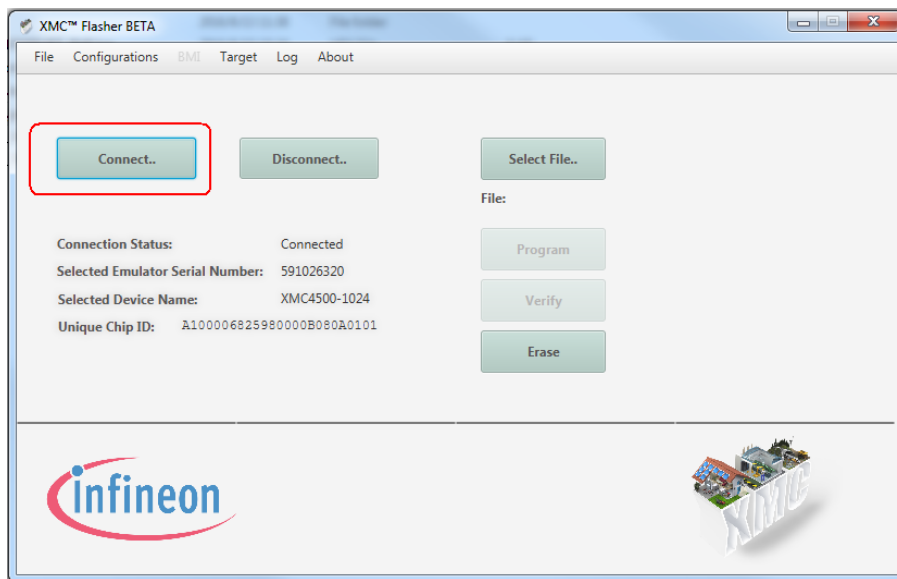 XMC™ Flasher BETA
File Configurations BMI Target Log About
Connect.. Disconnect.. Select File..
File:
Connection Status: Connected
Program
Selected Emulator Serial Number: 591026320
Selected Device Name: XMC4500-1024
Verify
Unique Chip ID: A100006825980000B080A0101
Erase
infineon
XMC